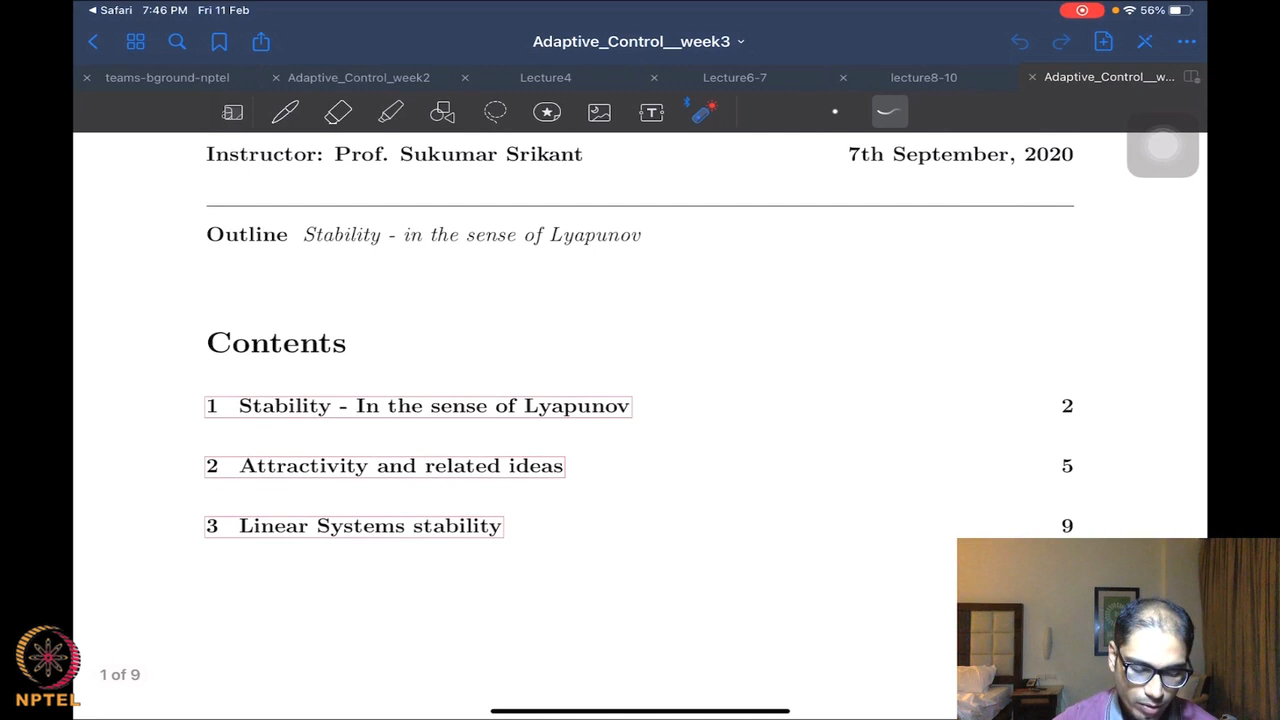 Safari 7:46 PM Fri 11 Feb 56%
Adaptive_Control__week3
teams-bground-nptel Adaptive_Control_week2 Lecture4 Lecture6-7 lecture8-10 Adaptive_Control__w...
T
Instructor: Prof. Sukumar Srikant 7th September, 2020
Outline Stability - in the sense of Lyapunov
Contents
1 Stability - In the sense of Lyapunov 2
2 Attractivity and related ideas 5
3 Linear Systems stability 9
1 of 9
NPTEL